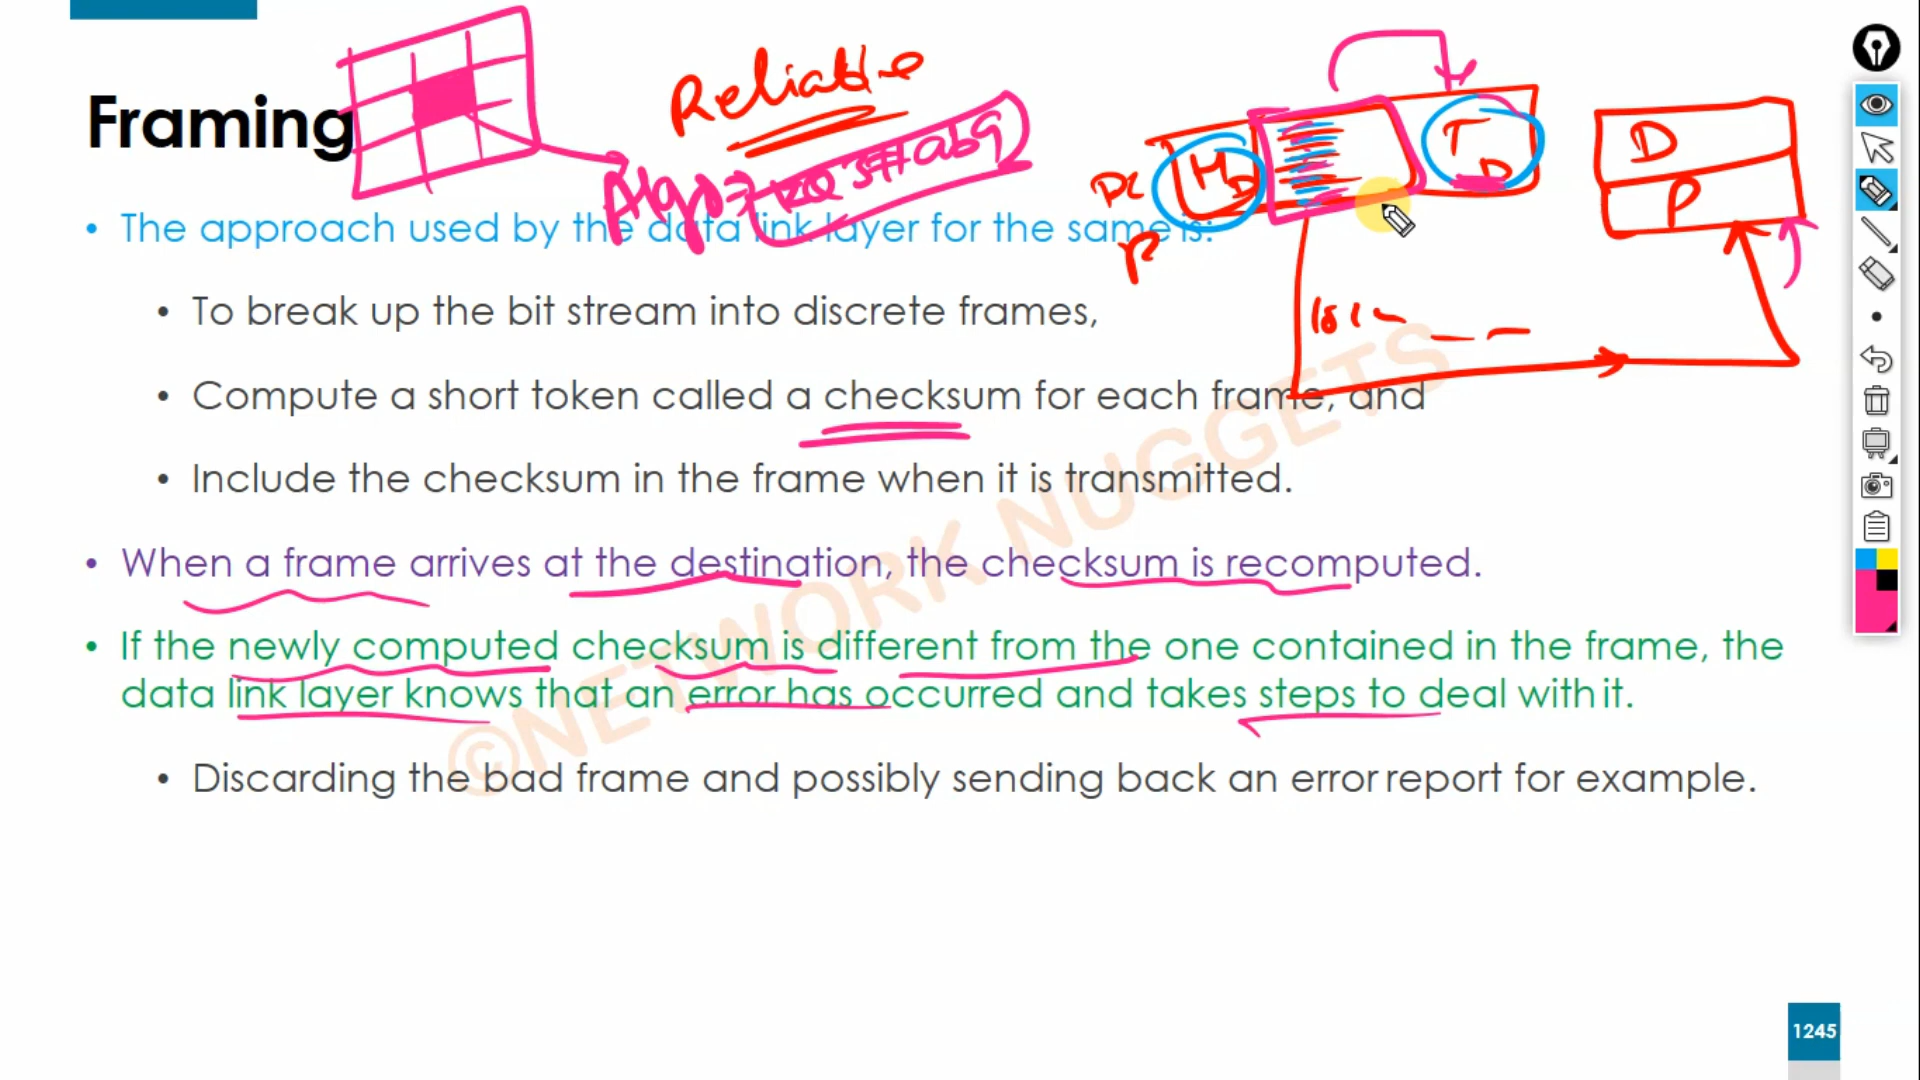 Framing
Reliable
• The approach used by the data link layer for the same is:
• To break up the bit stream into discrete frames,
• Compute a short token called a checksum for each frame, and
• Include the checksum in the frame when it is transmitted.
• When a frame arrives at the destination, the checksum is recomputed.
• If the newly computed checksum is different from the one contained in the frame, the
data link layer knows that an error has occurred and takes steps to deal with it.
• Discarding the bad frame and possibly sending back an error report for example.
H D
T D
D
P
P
Algo
©NETWORK NUGGETS
1245